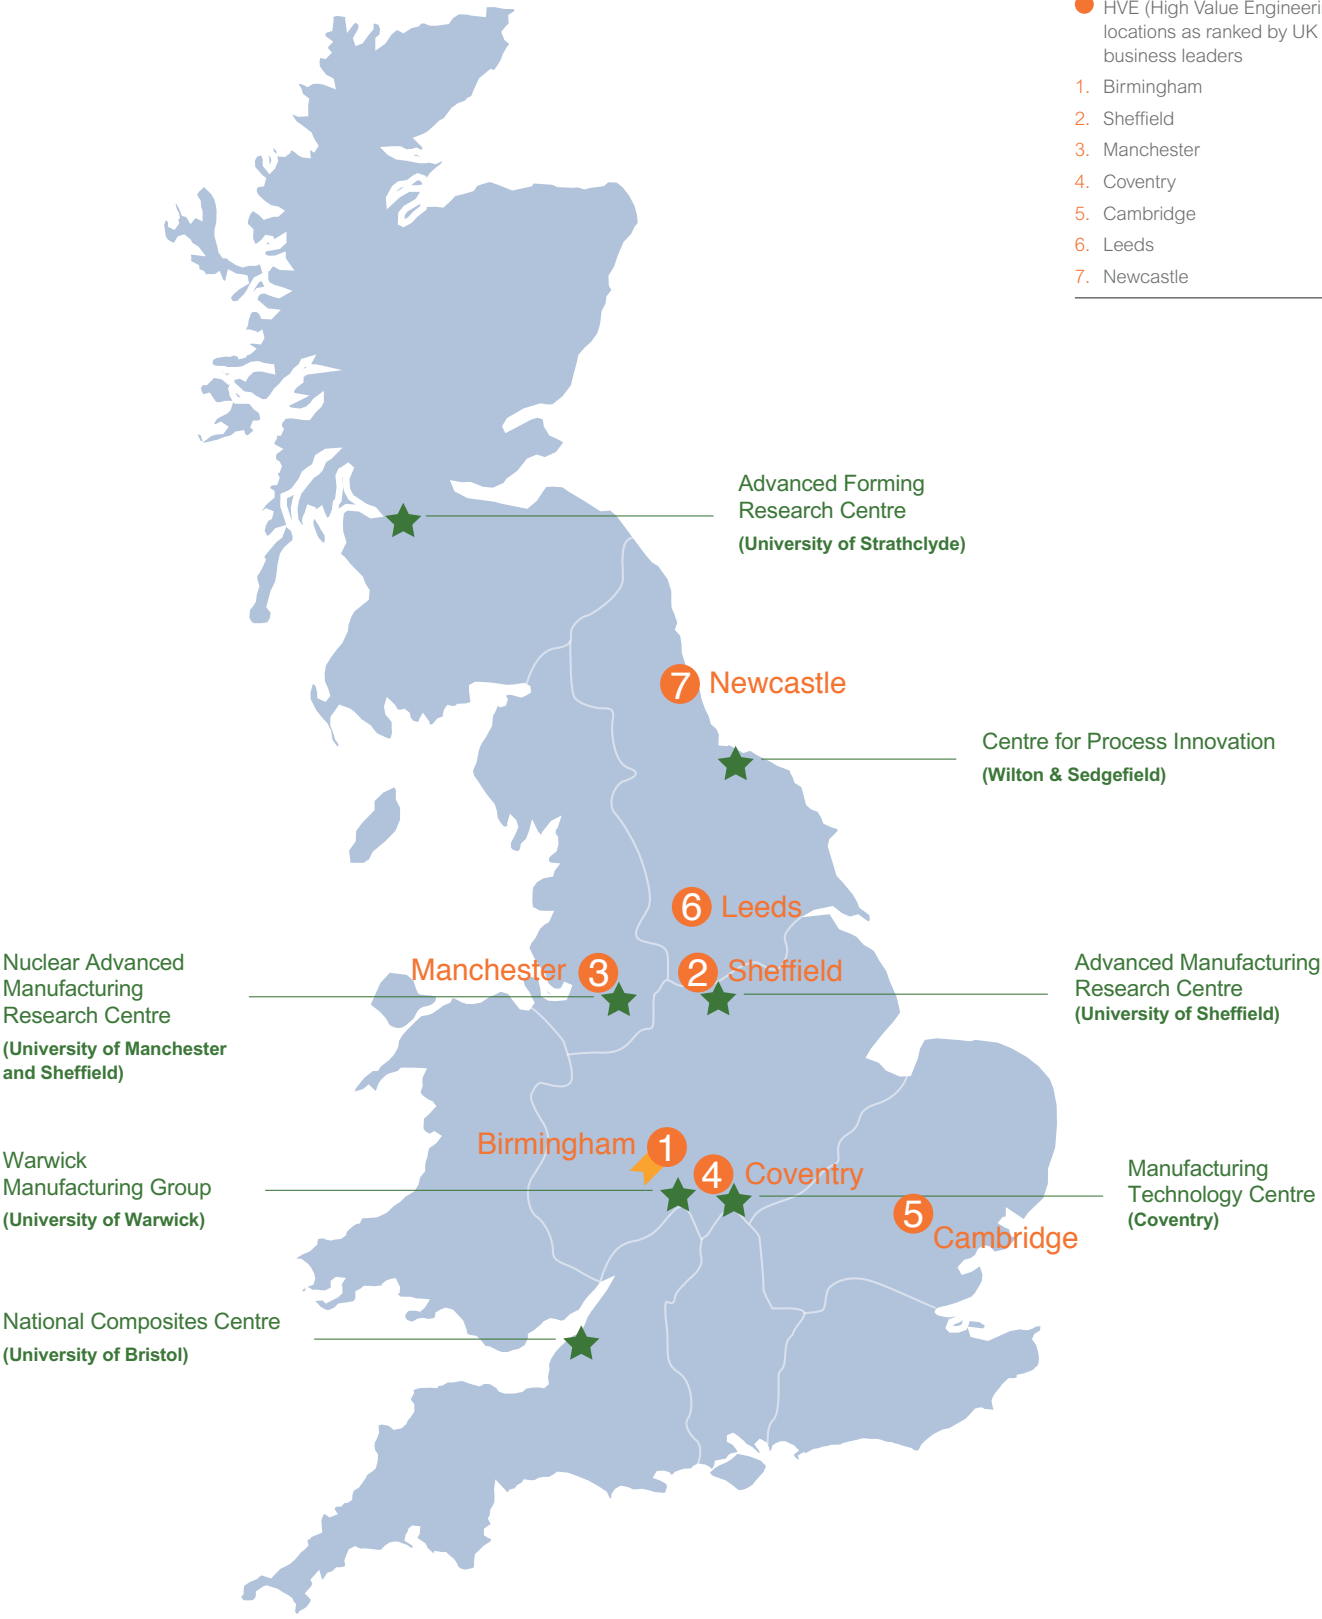 HVE (High Value Engineeri
locations as ranked by UK
business leaders
1. Birmingham
2. Sheffield
3. Manchester
4. Coventry
5. Cambridge
6. Leeds
7. Newcastle
Advanced Forming
Research Centre
(University of Strathclyde)
7 Newcastle
Centre for Process Innovation
(Wilton & Sedgefield)
6 Leeds
Nuclear Advanced
Manufacturing
Research Centre
(University of Manchester
and Sheffield)
Manchester 3
2 Sheffield
Advanced Manufacturing
Research Centre
(University of Sheffield)
Birmingham 1
4 Coventry
Warwick
Manufacturing Group
(University of Warwick)
Manufacturing
Technology Centre
(Coventry)
5
Cambridge
National Composites Centre
(University of Bristol)